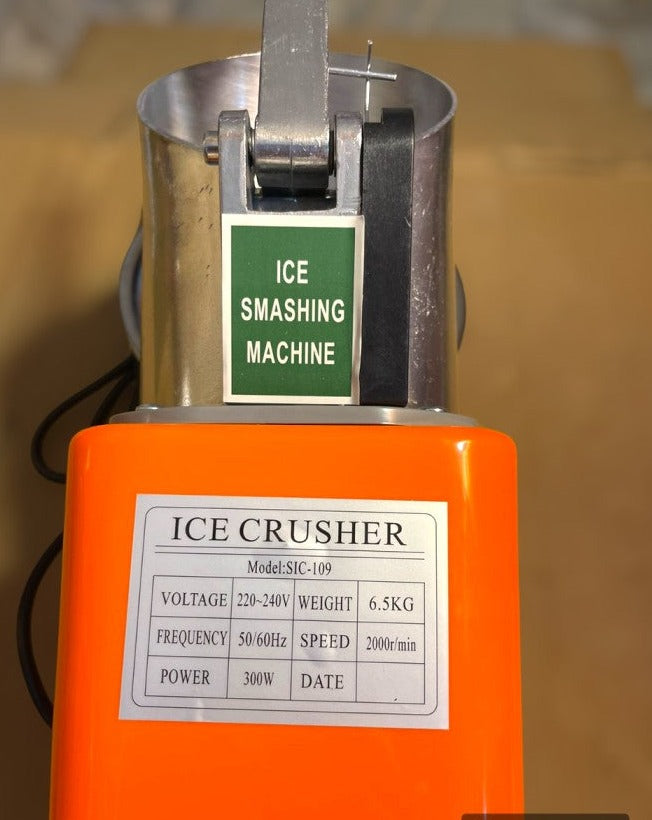 ICE
SMASHING
MACHINE
ICE CRUSHER
Model:SIC-109
VOLTAGE 220~240V WEIGHT 6.5KG
FREQUENCY 50/60Hz SPEED 2000r/min
POWER 300W DATE